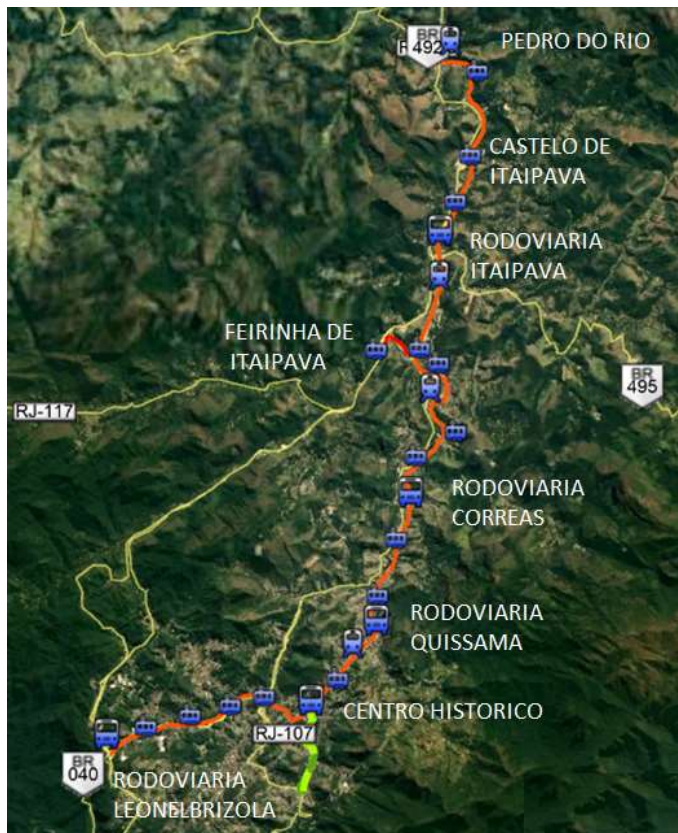 PEDRO DO RIO
BR
492
CASTELO DE
ITAIPAVA
RODOVIARIA
ITAIPAVA
FEIRINHA DE
ITAIPAVA
BR
495
RJ-117
RODOVIARIA
CORREAS
RODOVIARIA
QUISSAMA
CENTRO HISTORICO
RJ-107
BR
040
RODOVIARIA
LEONELBRIZOLA